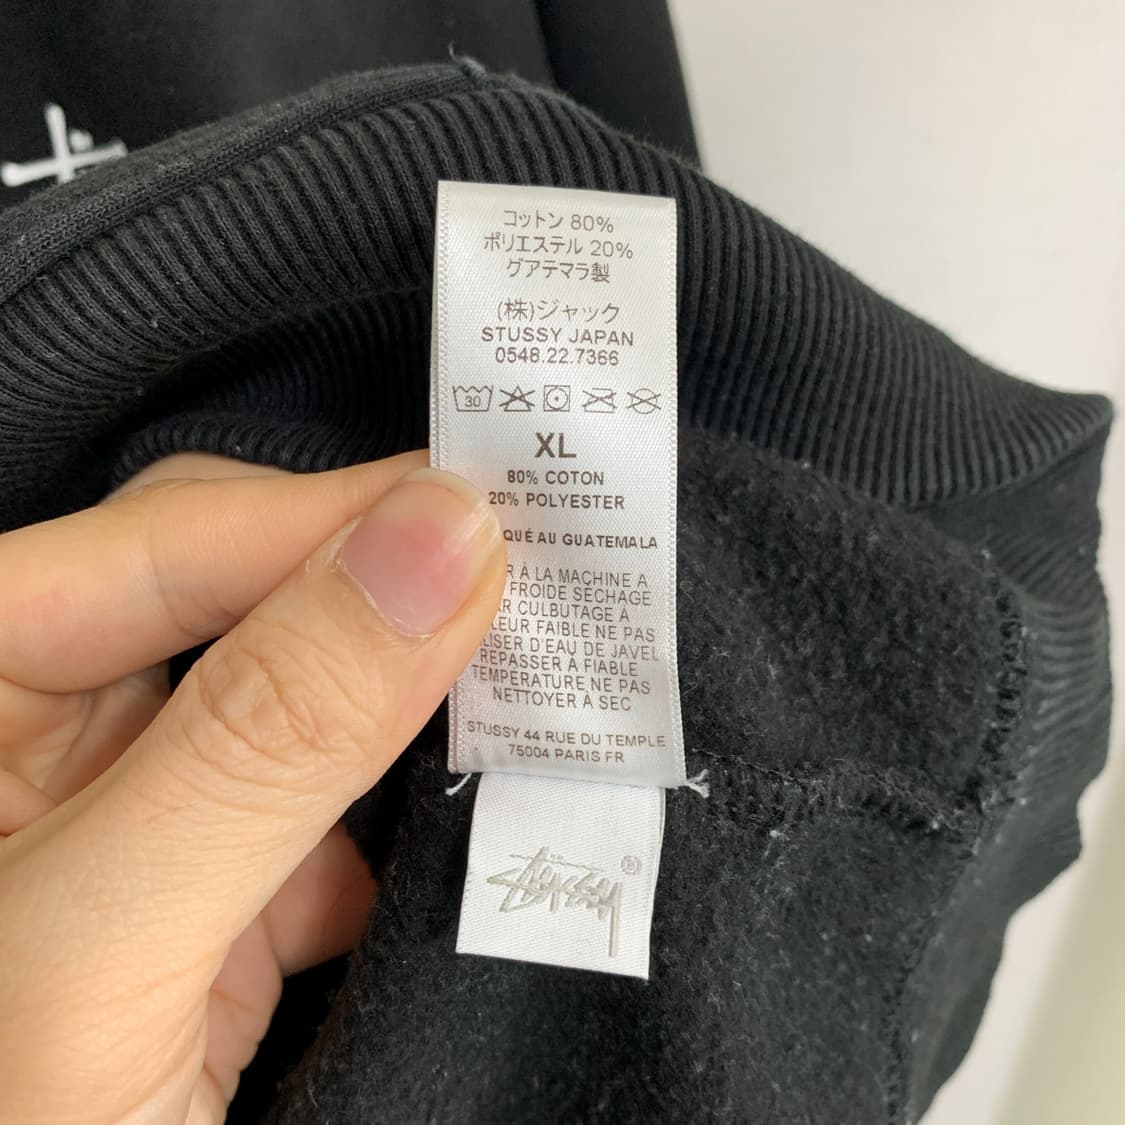 コットン 80%
ポリエステル 20%
グアテマラ製
(株)ジャック
STUSSY JAPAN
0548.22.7366
30
XL
80% COTON
20% POLYESTER
QUÉ AU GUATEMALA
R À LA MACHINE A
FROIDE SÉCHAGE
AR CULBUTAGE À
LEUR FAIBLE NE PAS
LISER D'EAU DE JAVEL
REPASSER À FIABLE
TEMPÉRATURE NE PAS
NETTOYER À SEC
STUSSY 44 RUE DU TEMPLE
75004 PARIS FR
Stüssy ®